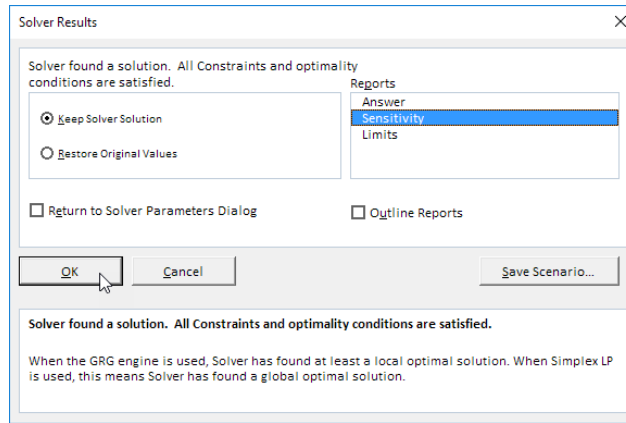 Solver Results
Solver found a solution. All Constraints and optimality
conditions are satisfied.
Reports
Answer
Sensitivity
Limits
Keep Solver Solution
Restore Original Values
Return to Solver Parameters Dialog
Outline Reports
OK
Cancel
Save Scenario...
Solver found a solution. All Constraints and optimality conditions are satisfied.
When the GRG engine is used, Solver has found at least a local optimal solution. When Simplex LP
is used, this means Solver has found a global optimal solution.